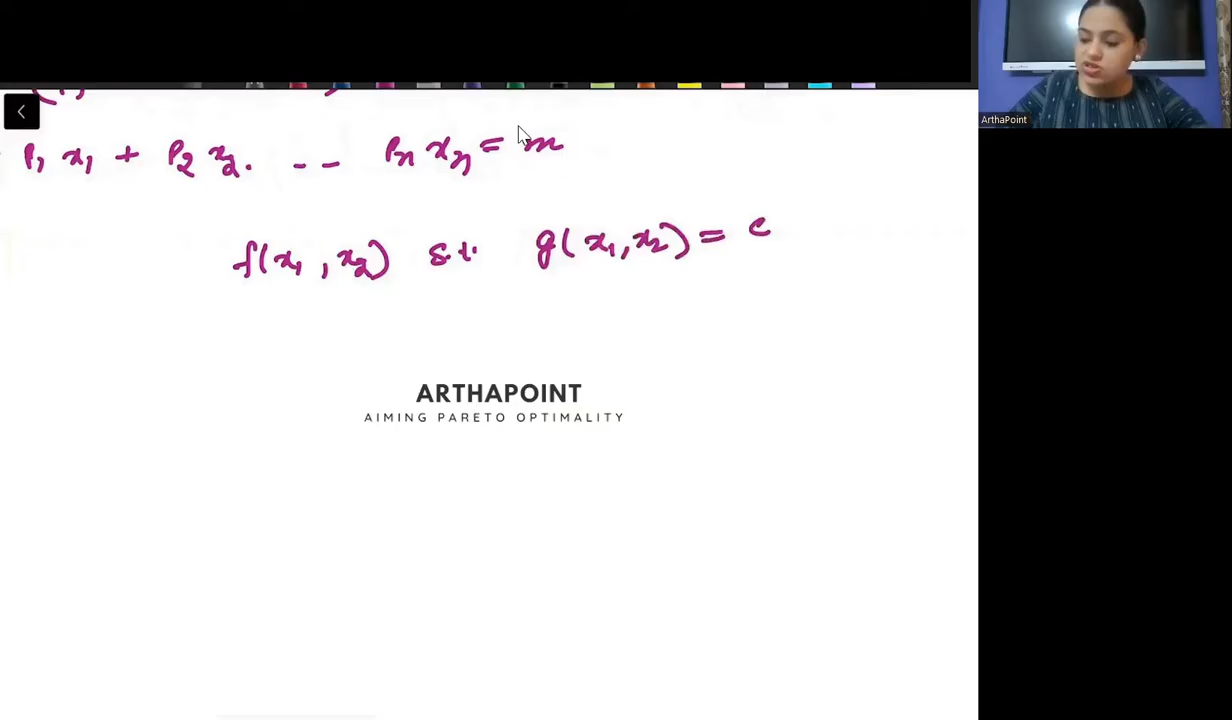 P₁ x₁ + P₂ x₂. -- Pn xn = m
f(x₁, x₂) s.t. g(x₁, x₂) = c
ARTHAPOINT
AIMING PARETO OPTIMALITY
ArthaPoint